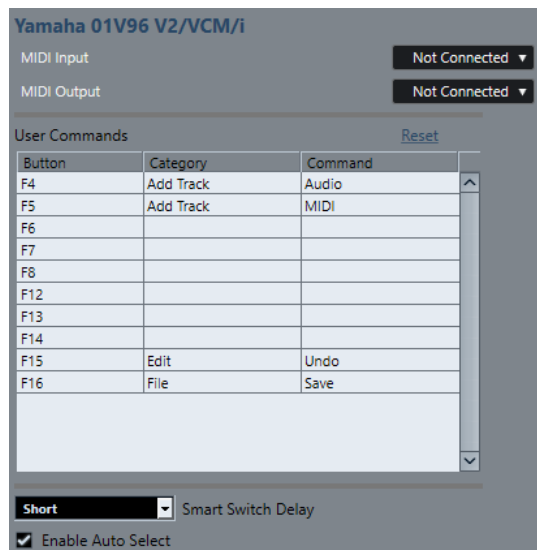 Yamaha 01V96 V2/VCM/i
MIDI Input Not Connected
MIDI Output Not Connected
User Commands Reset
Button Category Command
F4 Add Track Audio
F5 Add Track MIDI
F6
F7
F8
F12
F13
F14
F15 Edit Undo
F16 File Save
Short Smart Switch Delay
Enable Auto Select